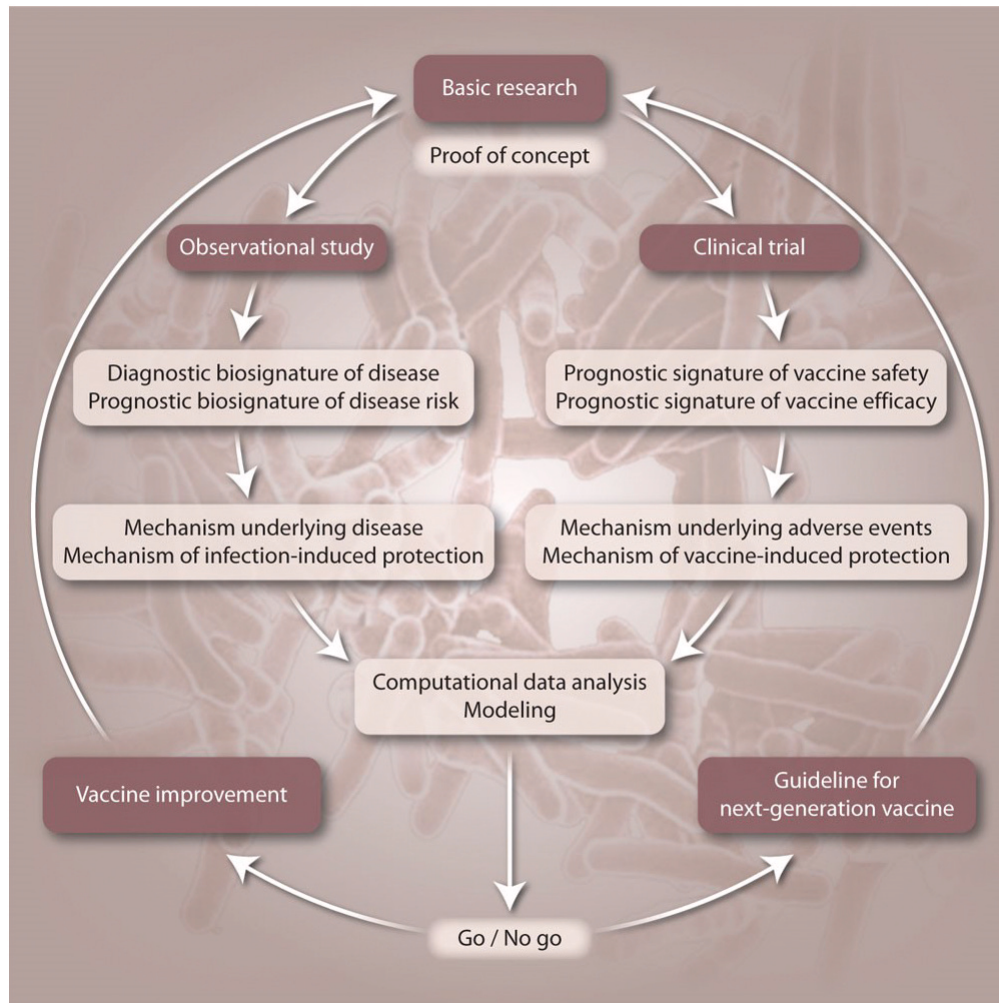 Basic research
Proof of concept
Observational study
Clinical trial
Diagnostic biosignature of disease
Prognostic biosignature of disease risk
Prognostic signature of vaccine safety
Prognostic signature of vaccine efficacy
Mechanism underlying disease
Mechanism of infection-induced protection
Mechanism underlying adverse events
Mechanism of vaccine-induced protection
Computational data analysis
Modeling
Vaccine improvement
Guideline for
next-generation vaccine
Go / No go